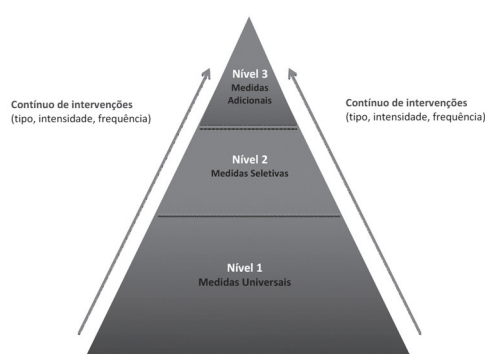 Nível 3
Medidas
Adicionais
Contínuo de intervenções
(tipo, intensidade, frequência)
Contínuo de intervenções
(tipo, intensidade, frequência)
Nível 2
Medidas Seletivas
Nível 1
Medidas Universais